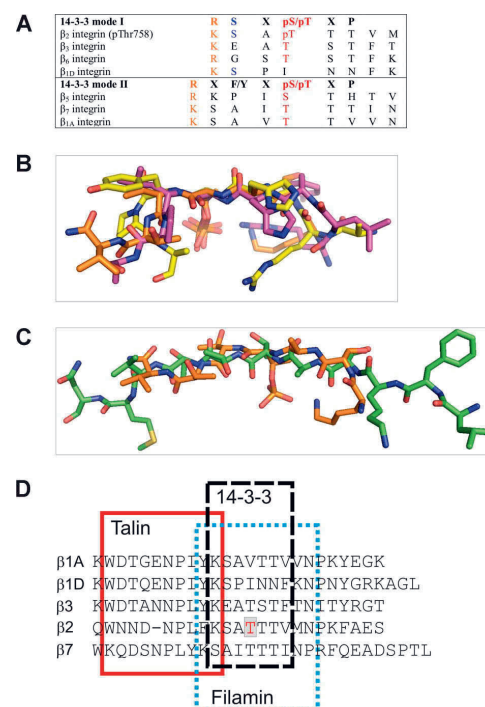 A
14-3-3 mode I R S X pS/pT X P
β2 integrin (pThr758) K S A pT T T V M
β3 integrin K E A T S T F T
β6 integrin R G S T S T F K
β1D integrin K S P I N N F K
14-3-3 mode II R X F/Y X pS/pT X P
β5 integrin R K P I S T H T V
β7 integrin K S A I T T T I N
β1A integrin K S A V T T V V N
B
C
D
14-3-3
Talin
β1A KWDTGENPIYKSAVTTVVNPKYEGK
β1D KWDTQENPIYKSPINNFKNPNYGRKAGL
β3 KWDTANNPLYKEATSTFTNITYRGT
β2 QWNND-NPLFKSATTTVMNPKFAES
β7 WKQDSNPLYKSAITTTINPRFQEADSPTL
Filamin